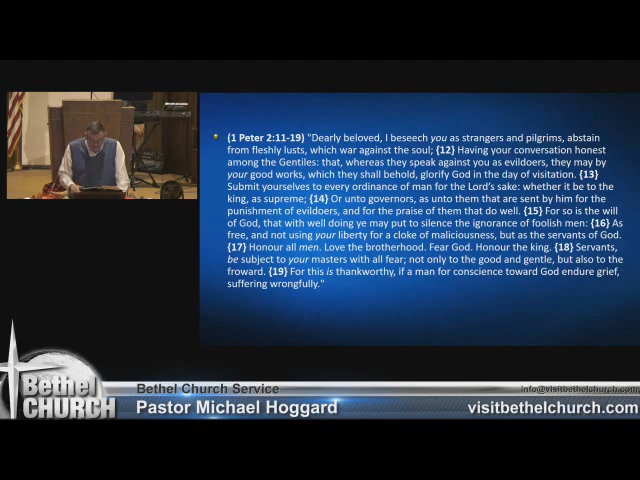 (1 Peter 2:11-19) "Dearly beloved, I beseech you as strangers and pilgrims, abstain
from fleshly lusts, which war against the soul; {12} Having your conversation honest
among the Gentiles: that, whereas they speak against you as evildoers, they may by
your good works, which they shall behold, glorify God in the day of visitation. {13}
Submit yourselves to every ordinance of man for the Lord's sake: whether it be to the
king, as supreme; {14} Or unto governors, as unto them that are sent by him for the
punishment of evildoers, and for the praise of them that do well. {15} For so is the will
of God, that with well doing ye may put to silence the ignorance of foolish men: {16} As
free, and not using your liberty for a cloke of maliciousness, but as the servants of God.
{17} Honour all men. Love the brotherhood. Fear God. Honour the king. {18} Servants,
be subject to your masters with all fear; not only to the good and gentle, but also to the
froward. {19} For this is thankworthy, if a man for conscience toward God endure grief,
suffering wrongfully."
Bethel
CHURCH
Bethel Church Service
info@visitbethelchurch.com
Pastor Michael Hoggard
visitbethelchurch.com